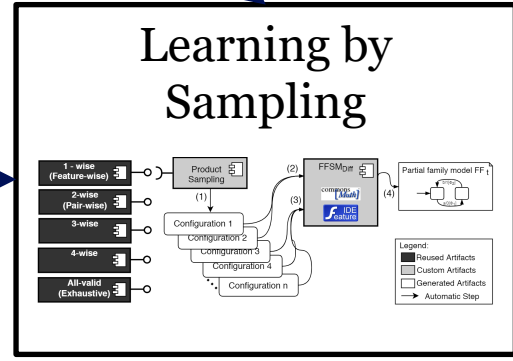 Learning by
Sampling
1 - wise
(Feature-wise)
2-wise
(Pair-wise)
3-wise
4-wise
All-valid
(Exhaustive)
Product
Sampling
(1)
Configuration 1
Configuration 2
Configuration 3
Configuration 4
Configuration n
(2)
(3)
FFSMDiff
commons
Math
Feature
IDE
(4)
Partial family model FF t
Legend:
Reused Artifacts
Custom Artifacts
Generated Artifacts
Automatic Step